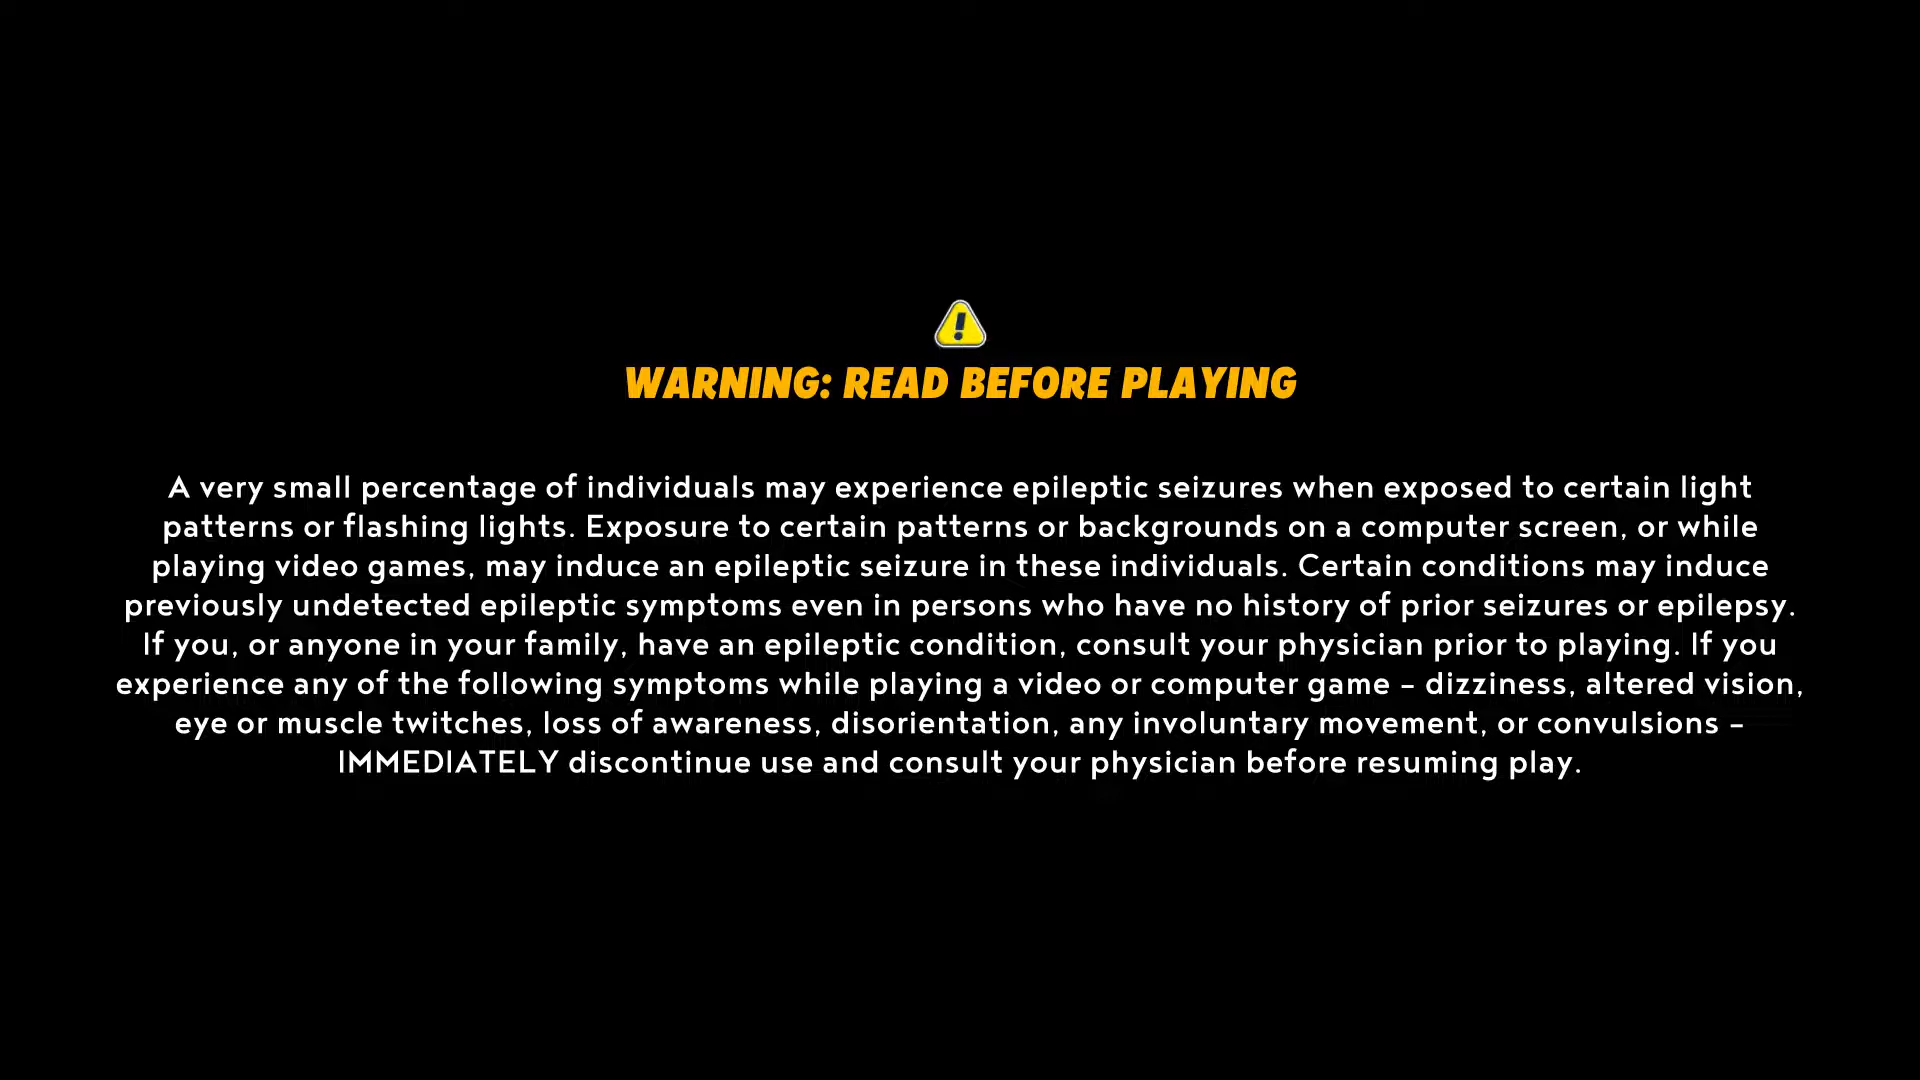 WARNING: READ BEFORE PLAYING
A very small percentage of individuals may experience epileptic seizures when exposed to certain light
patterns or flashing lights. Exposure to certain patterns or backgrounds on a computer screen, or while
playing video games, may induce an epileptic seizure in these individuals. Certain conditions may induce
previously undetected epileptic symptoms even in persons who have no history of prior seizures or epilepsy.
If you, or anyone in your family, have an epileptic condition, consult your physician prior to playing. If you
experience any of the following symptoms while playing a video or computer game – dizziness, altered vision,
eye or muscle twitches, loss of awareness, disorientation, any involuntary movement, or convulsions –
IMMEDIATELY discontinue use and consult your physician before resuming play.